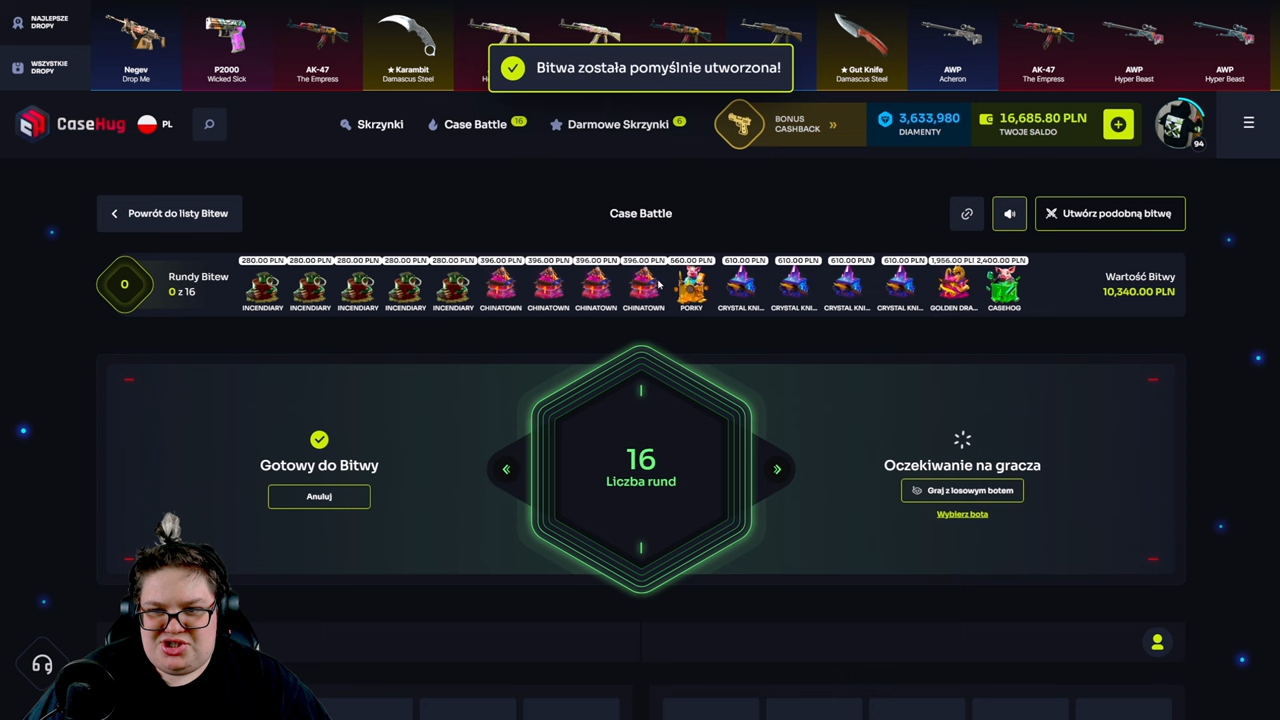 NAJLEPSZE
DROPY
WSZYSTKIE
DROPY
Negev
Drop Me
P2000
Wicked Sick
AK-47
The Empress
★ Karambit
Damascus Steel
★ Gut Knife
Damascus Steel
AWP
Acheron
AK-47
The Empress
AWP
Hyper Beast
AWP
Hyper Beast
Bitwa została pomyślnie utworzona!
CaseHug
PL
Skrzynki
Case Battle 16
Darmowe Skrzynki 6
BONUS
CASHBACK
3,633,980
DIAMENTY
16,685.80 PLN
TWOJE SALDO
94
Powrót do listy Bitew
Case Battle
Utwórz podobną bitwę
0
Rundy Bitew
0 z 16
280.00 PLN 280.00 PLN 280.00 PLN 280.00 PLN 280.00 PLN 396.00 PLN 396.00 PLN 396.00 PLN 396.00 PLN 560.00 PLN 610.00 PLN 610.00 PLN 610.00 PLN 610.00 PLN 1,956.00 PLN 2,400.00 PLN
INCENDIARY INCENDIARY INCENDIARY INCENDIARY INCENDIARY CHINATOWN CHINATOWN CHINATOWN CHINATOWN PORKY CRYSTAL KNI... CRYSTAL KNI... CRYSTAL KNI... CRYSTAL KNI... GOLDEN DRA... CASEHOG
Wartość Bitwy
10,340.00 PLN
Gotowy do Bitwy
Anuluj
16
Liczba rund
Oczekiwanie na gracza
Graj z losowym botem
Wybierz bota